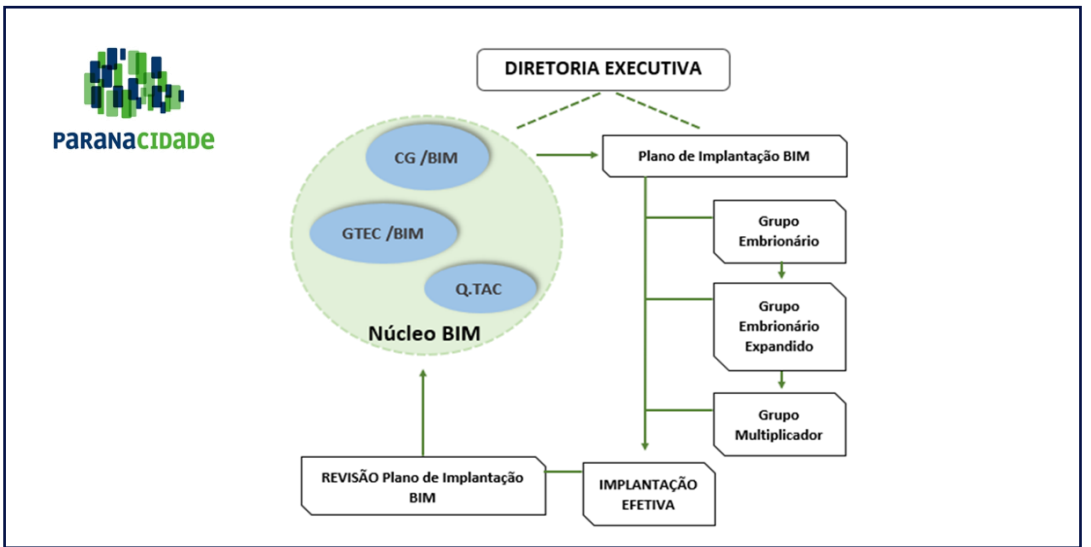 PARANACIDADE
DIRETORIA EXECUTIVA
CG /BIM
GTEC /BIM
Q.TAC
Núcleo BIM
Plano de Implantação BIM
Grupo
Embrionário
Grupo
Embrionário
Expandido
Grupo
Multiplicador
IMPLANTAÇÃO
EFETIVA
REVISÃO Plano de Implantação
BIM